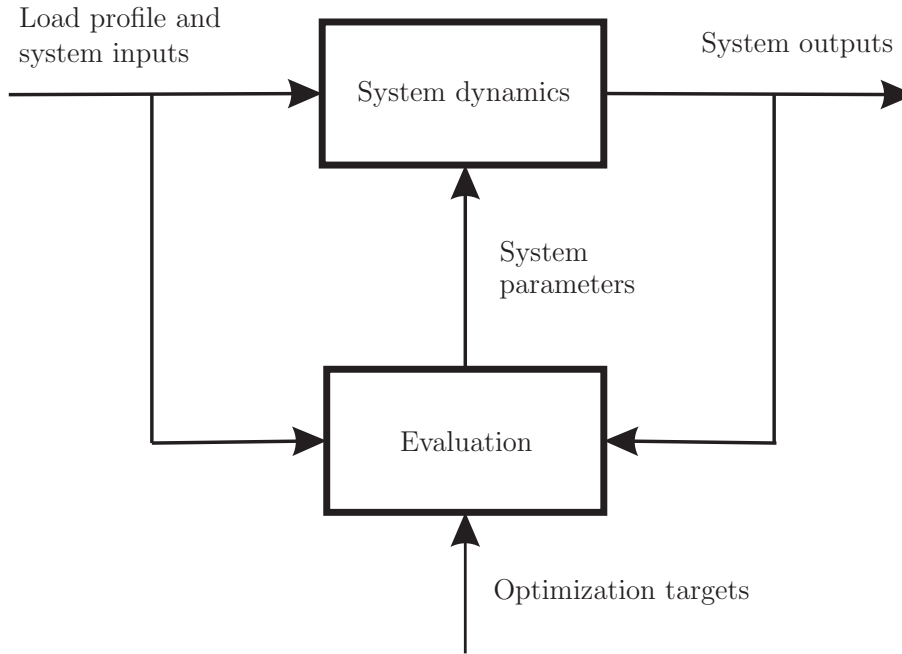 Load profile and
system inputs
System outputs
System dynamics
System
parameters
Evaluation
Optimization targets